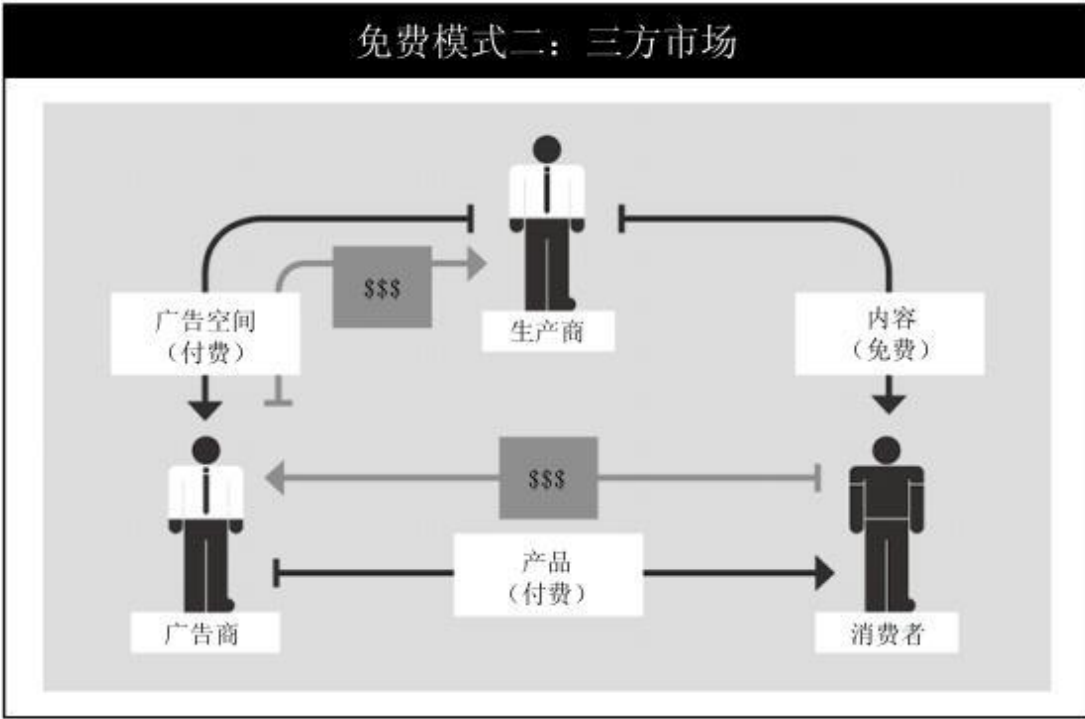 免费模式二：三方市场
$$$
广告空间
（付费）
生产商
内容
（免费）
$$$
产品
（付费）
广告商
消费者